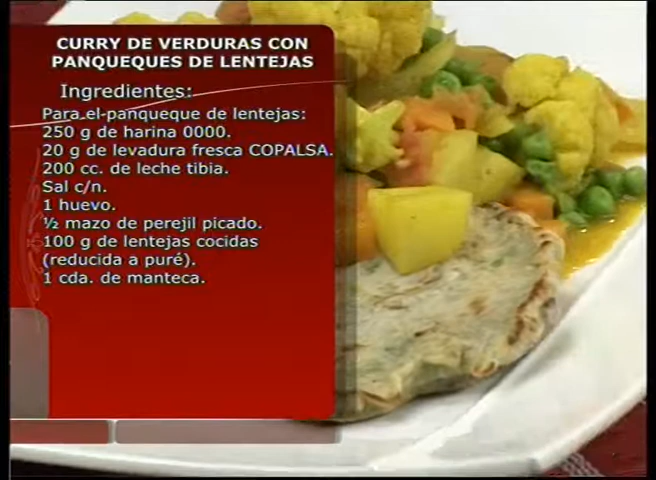 CURRY DE VERDURAS CON
PANQUEQUES DE LENTEJAS
Ingredientes:
Para el panqueque de lentejas:
250 g de harina 0000.
20 g de levadura fresca COPALSA.
200 cc. de leche tibia.
Sal c/n.
1 huevo.
½ mazo de perejil picado.
100 g de lentejas cocidas
(reducida a puré).
1 cda. de manteca.